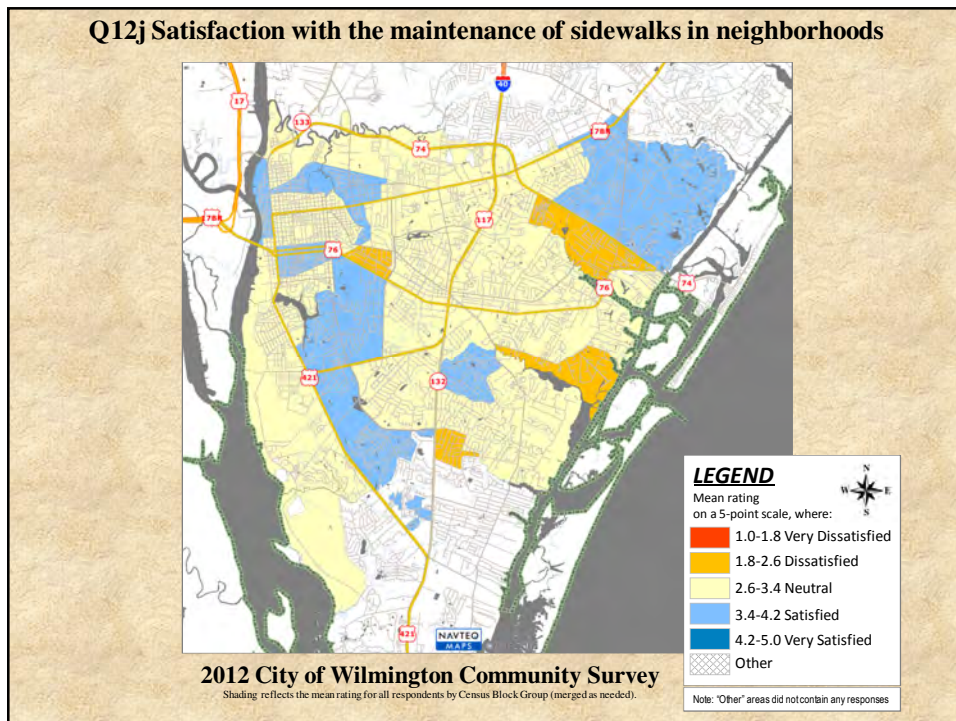 Q12j Satisfaction with the maintenance of sidewalks in neighborhoods
40
17
133
74
17BR
117
17BR
76
76
74
421
132
421
NAVTEQ
MAPS
LEGEND
Mean rating
on a 5-point scale, where:
N
W E
S
1.0-1.8 Very Dissatisfied
1.8-2.6 Dissatisfied
2.6-3.4 Neutral
3.4-4.2 Satisfied
4.2-5.0 Very Satisfied
Other
Note: “Other” areas did not contain any responses
2012 City of Wilmington Community Survey
Shading reflects the mean rating for all respondents by Census Block Group (merged as needed).